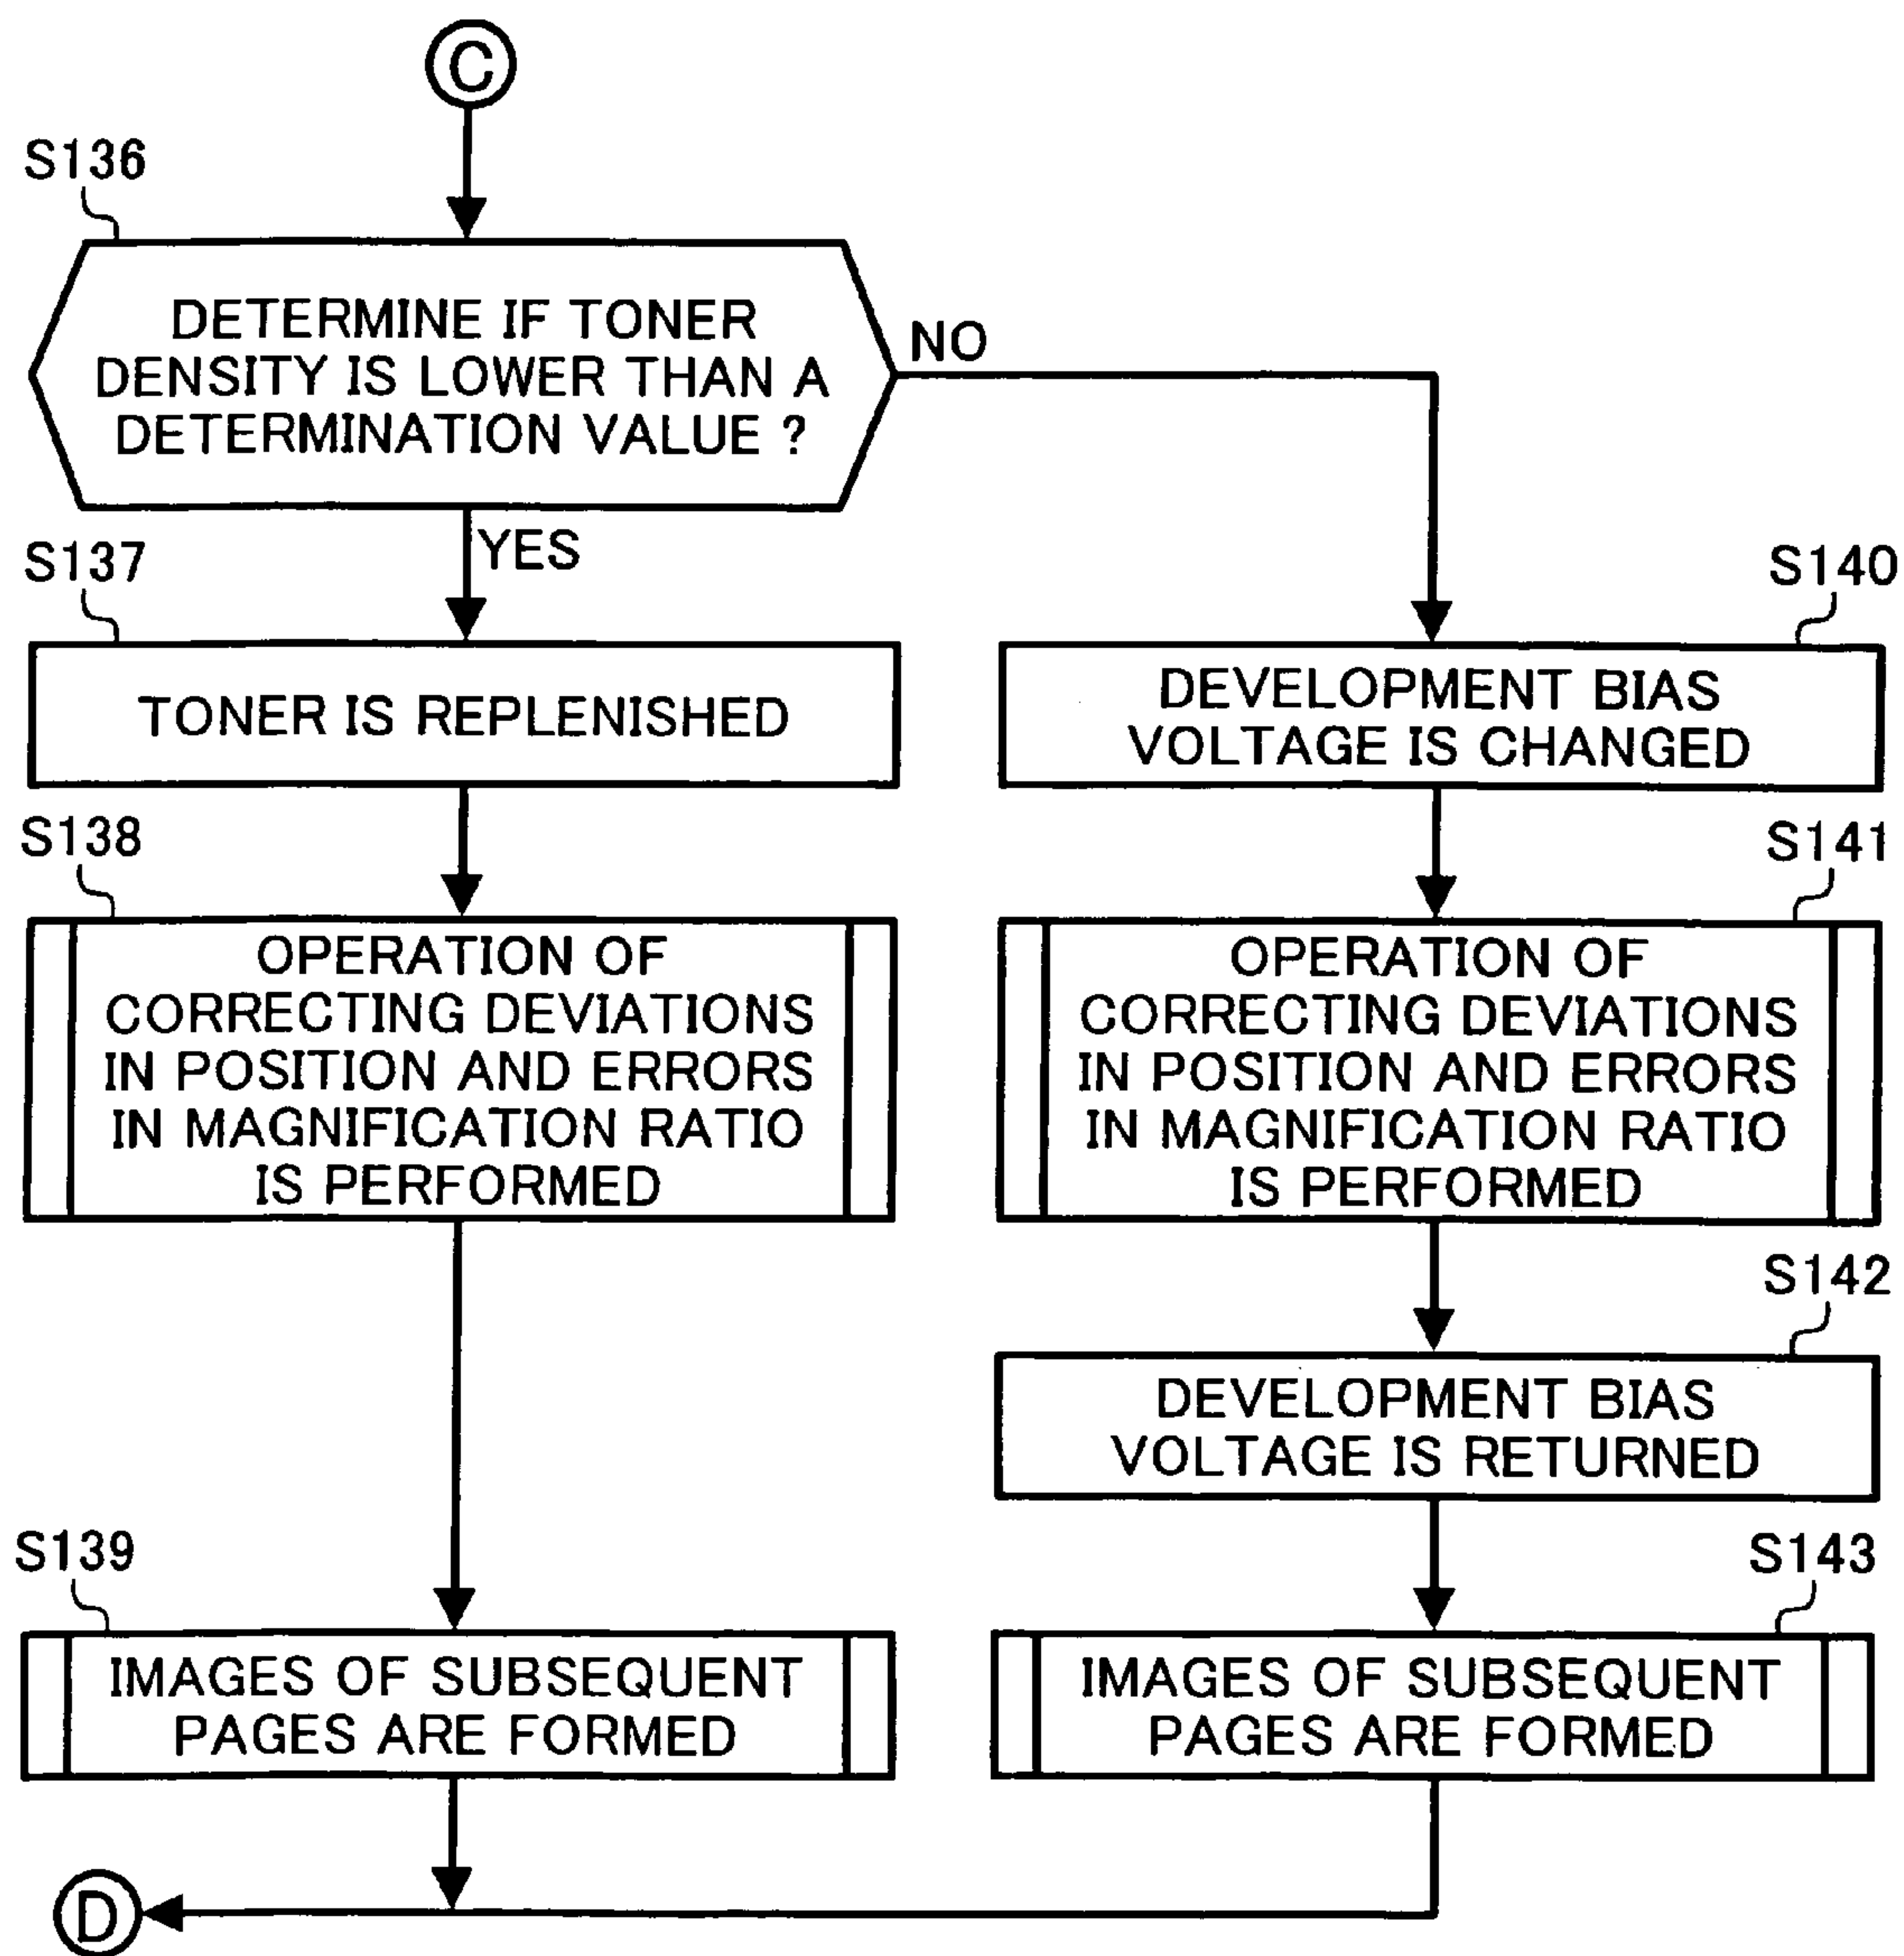 C
S136
DETERMINE IF TONER
DENSITY IS LOWER THAN A
DETERMINATION VALUE ?
NO
YES
S137
TONER IS REPLENISHED
S140
DEVELOPMENT BIAS
VOLTAGE IS CHANGED
S138
OPERATION OF
CORRECTING DEVIATIONS
IN POSITION AND ERRORS
IN MAGNIFICATION RATIO
IS PERFORMED
S141
OPERATION OF
CORRECTING DEVIATIONS
IN POSITION AND ERRORS
IN MAGNIFICATION RATIO
IS PERFORMED
S142
DEVELOPMENT BIAS
VOLTAGE IS RETURNED
S139
IMAGES OF SUBSEQUENT
PAGES ARE FORMED
S143
IMAGES OF SUBSEQUENT
PAGES ARE FORMED
D